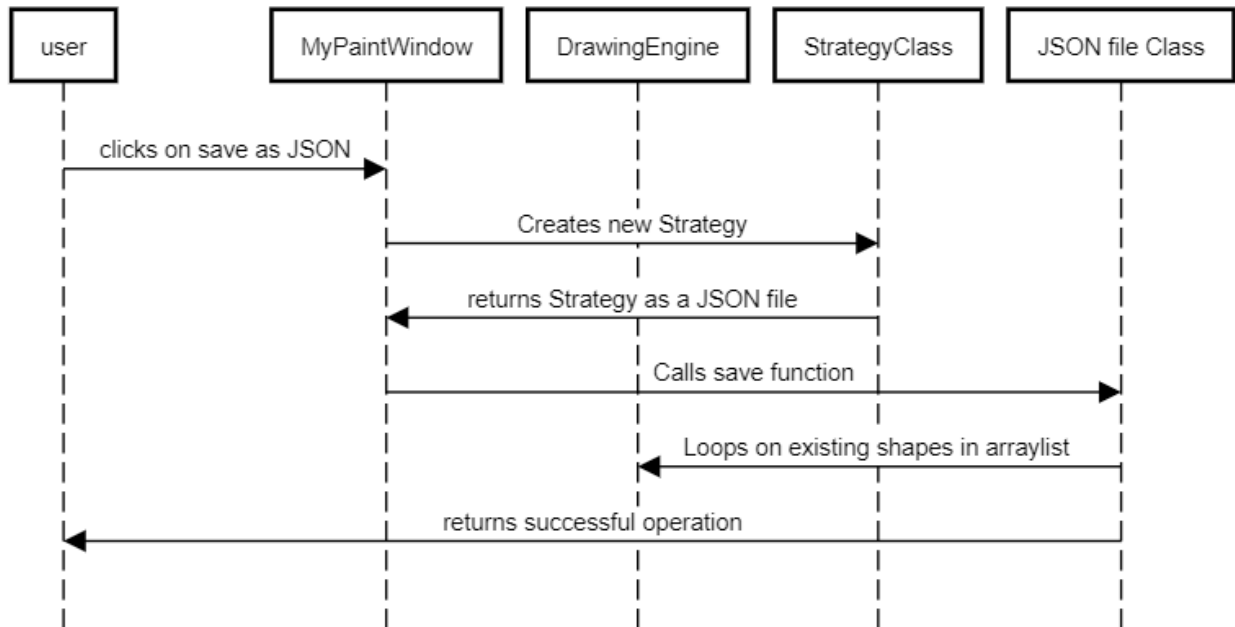 user
MyPaintWindow
DrawingEngine
StrategyClass
JSON file Class
clicks on save as JSON
Creates new Strategy
returns Strategy as a JSON file
Calls save function
Loops on existing shapes in arraylist
returns successful operation